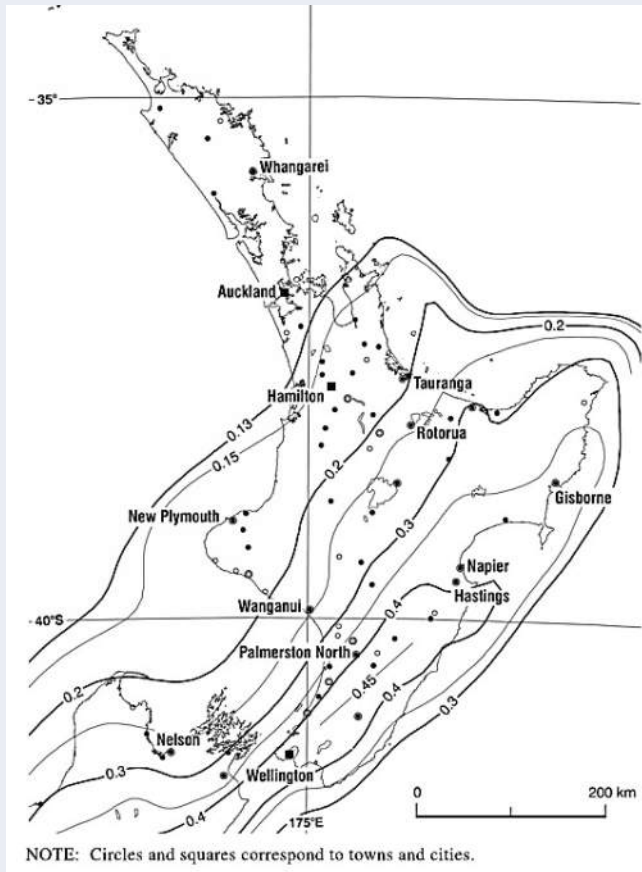 -35°
Whangarei
Auckland
0.2
Tauranga
Hamilton
0.13
Rotorua
0.15
0.2
Gisborne
New Plymouth
0.3
Napier
Hastings
Wanganui
0.4
-40°S
Palmerston North
0.45
0.4
0.2
0.3
Nelson
0.3
Wellington
0 200 km
0.4
175°E
NOTE: Circles and squares correspond to towns and cities.